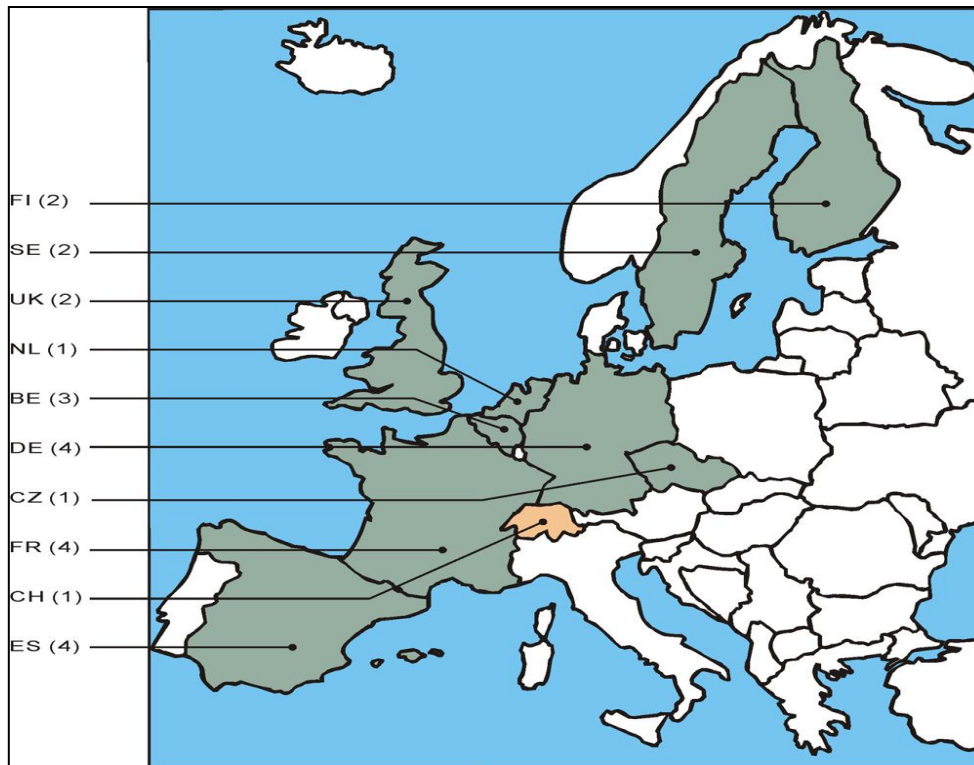 FI (2)
SE (2)
UK (2)
NL (1)
BE (3)
DE (4)
CZ (1)
FR (4)
CH (1)
ES (4)